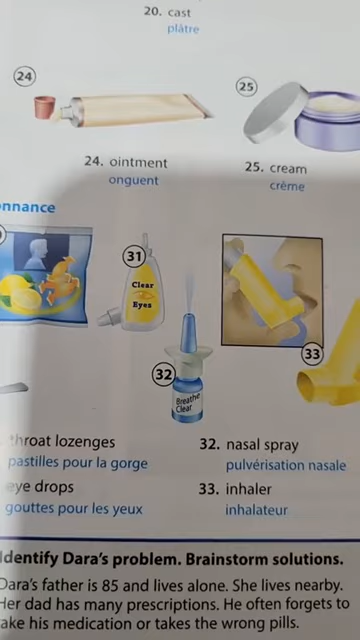 20. cast
plâtre
24
25
24. ointment
onguent
25. cream
crème
31
Clear
Eyes
32
Breathe
Clear
33
throat lozenges
pastilles pour la gorge
eye drops
gouttes pour les yeux
32. nasal spray
pulvérisation nasale
33. inhaler
inhalateur
Identify Dara's problem. Brainstorm solutions.
Dara's father is 85 and lives alone. She lives nearby.
Her dad has many prescriptions. He often forgets to
take his medication or takes the wrong pills.